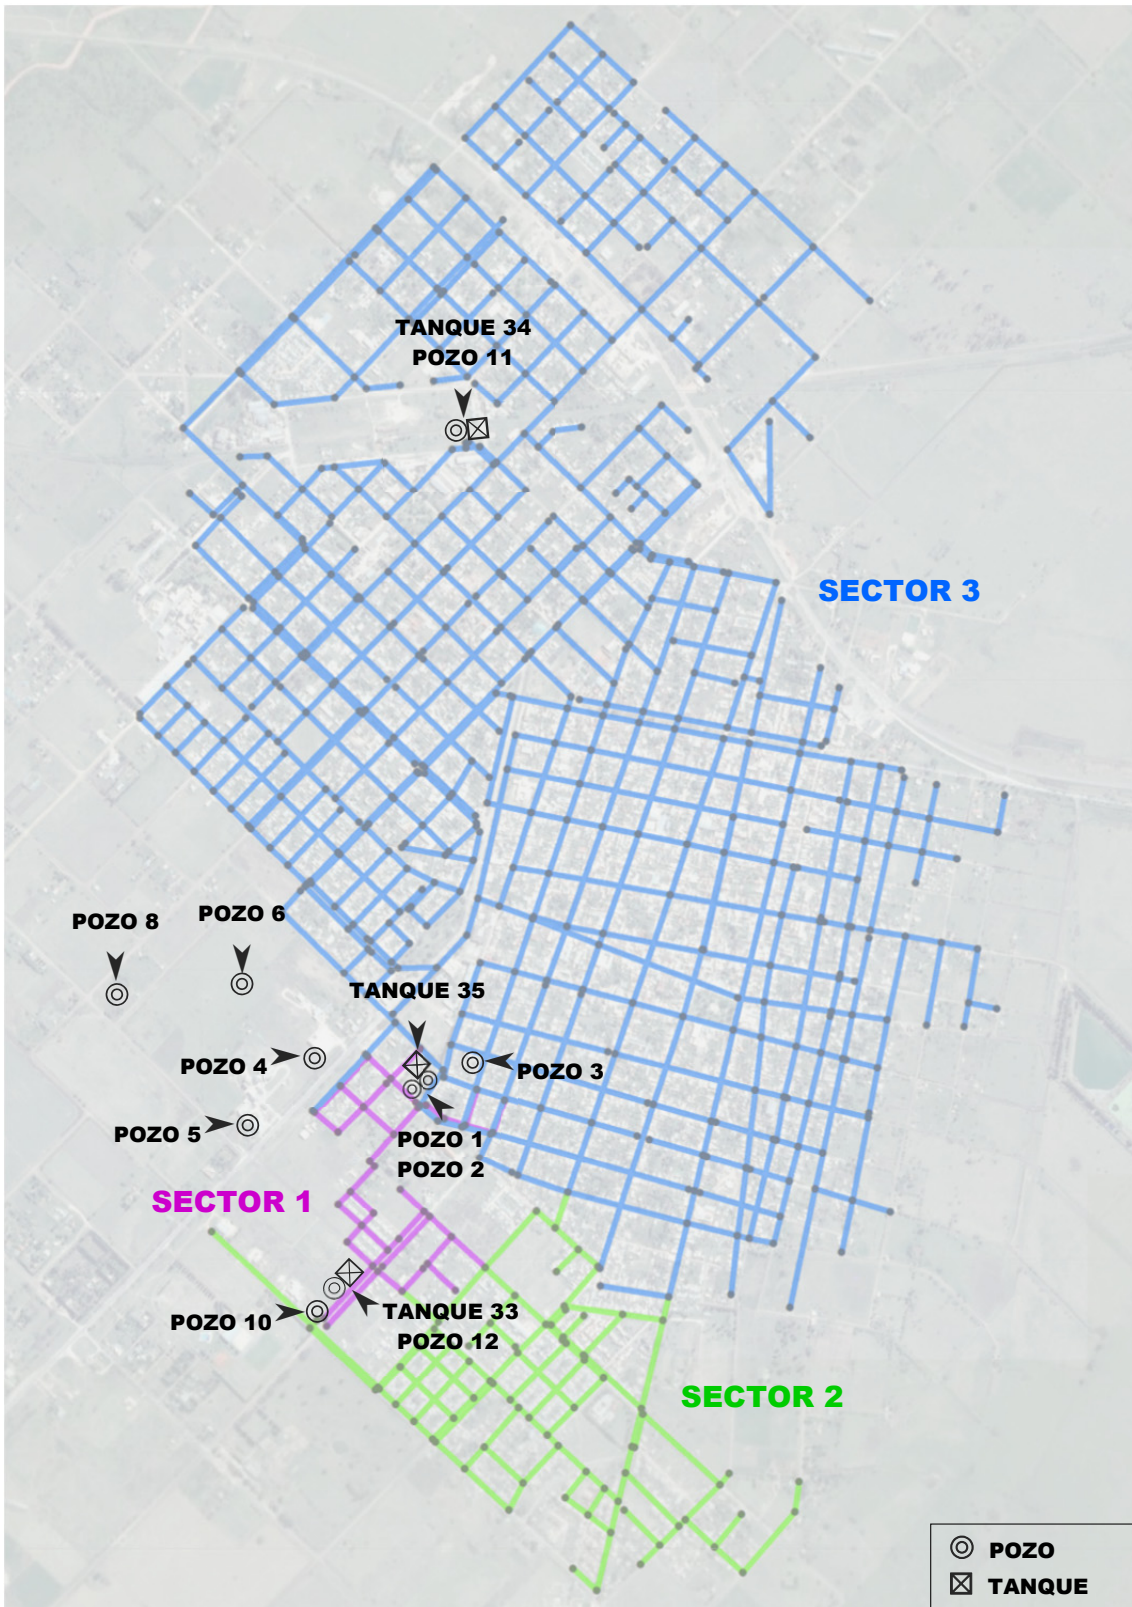 TANQUE 34
POZO 11
SECTOR 3
POZO 8
POZO 6
TANQUE 35
POZO 4
POZO 3
POZO 5
POZO 1
POZO 2
SECTOR 1
POZO 10
TANQUE 33
POZO 12
SECTOR 2
POZO
TANQUE